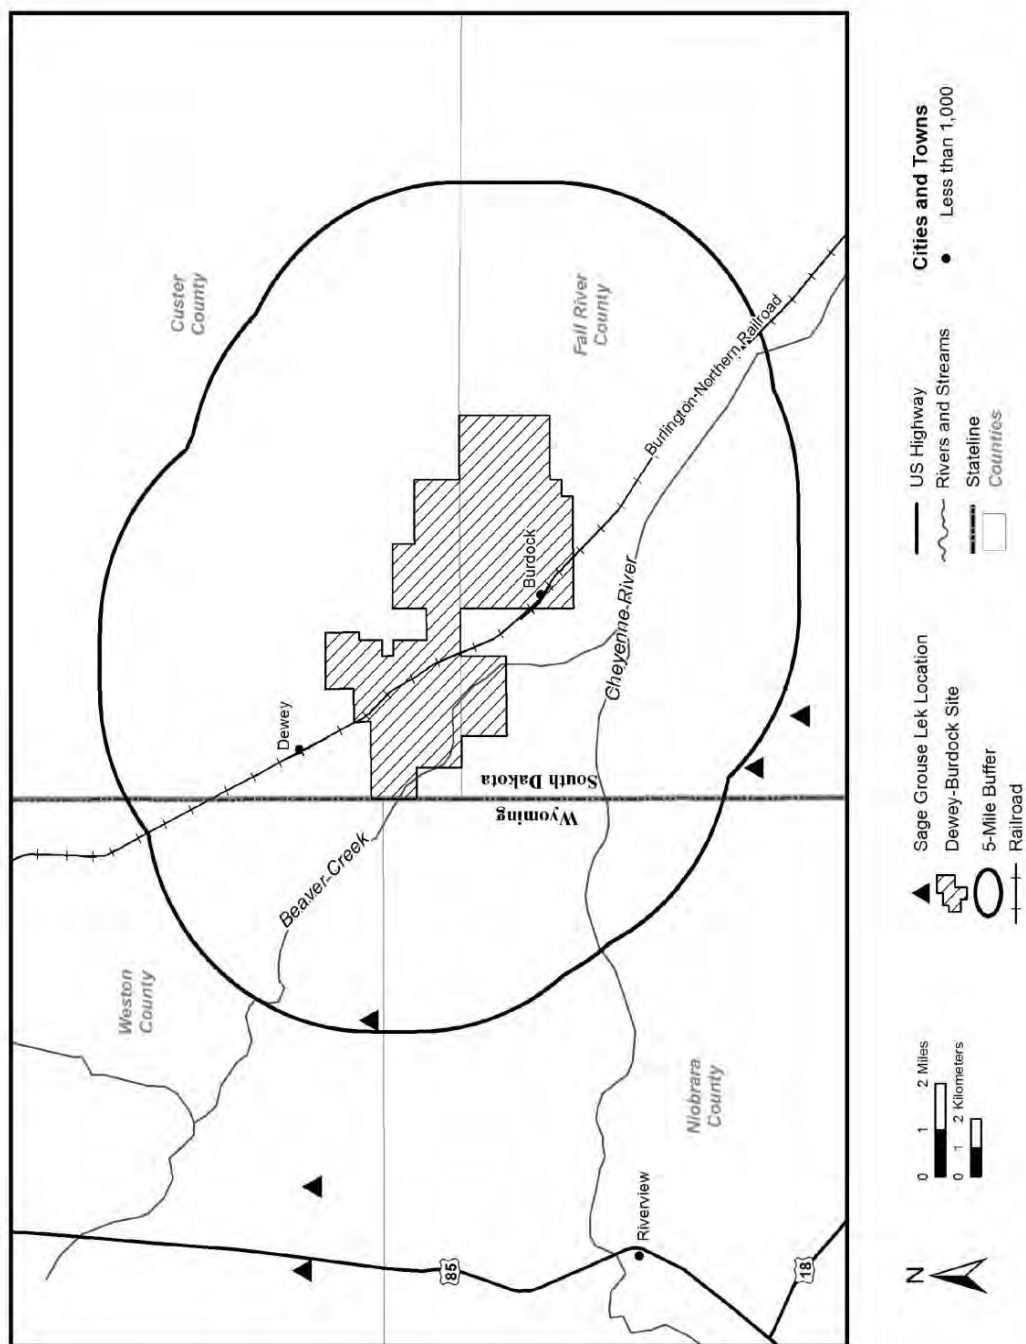 Custer
County
Weston
County
Dewey
Beaver-Creek
Wyoming
South Dakota
Burdock
Fall River
County
Burlington-Northern Railroad
Cheyenne-River
Niobrara
County
Riverview
85
18
N
0 1 2 Miles
0 1 2 Kilometers
Sage Grouse Lek Location
Dewey-Burdock Site
5-Mile Buffer
Railroad
US Highway
Rivers and Streams
Stateline
Counties
Cities and Towns
Less than 1,000